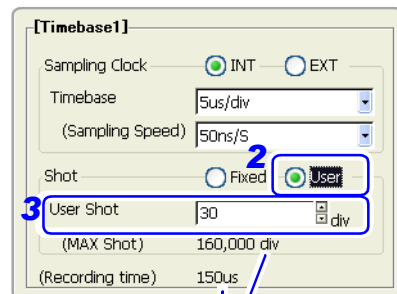 [Timebase1]
Sampling Clock INT EXT
Timebase 5us/div
(Sampling Speed) 50ns/S
2
Shot Fixed User
3 User Shot 30 div
(MAX Shot) 160,000 div
(Recording time) 150us